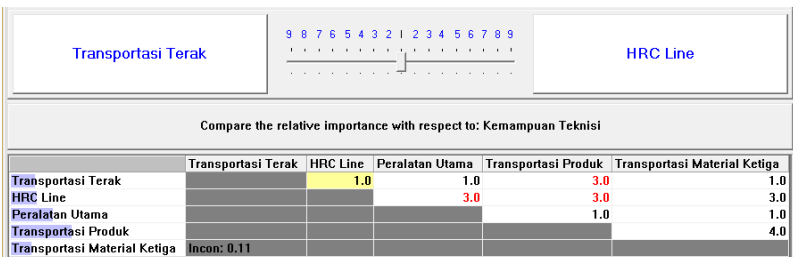 Transportasi Terak
9 8 7 6 5 4 3 2 1 2 3 4 5 6 7 8 9
HRC Line
Compare the relative importance with respect to: Kemampuan Teknisi
Transportasi Terak HRC Line Peralatan Utama Transportasi Produk Transportasi Material Ketiga
Transportasi Terak 1.0 1.0 3.0 1.0
HRC Line 3.0 3.0 3.0
Peralatan Utama 1.0 1.0
Transportasi Produk 4.0
Transportasi Material Ketiga Incon: 0.11